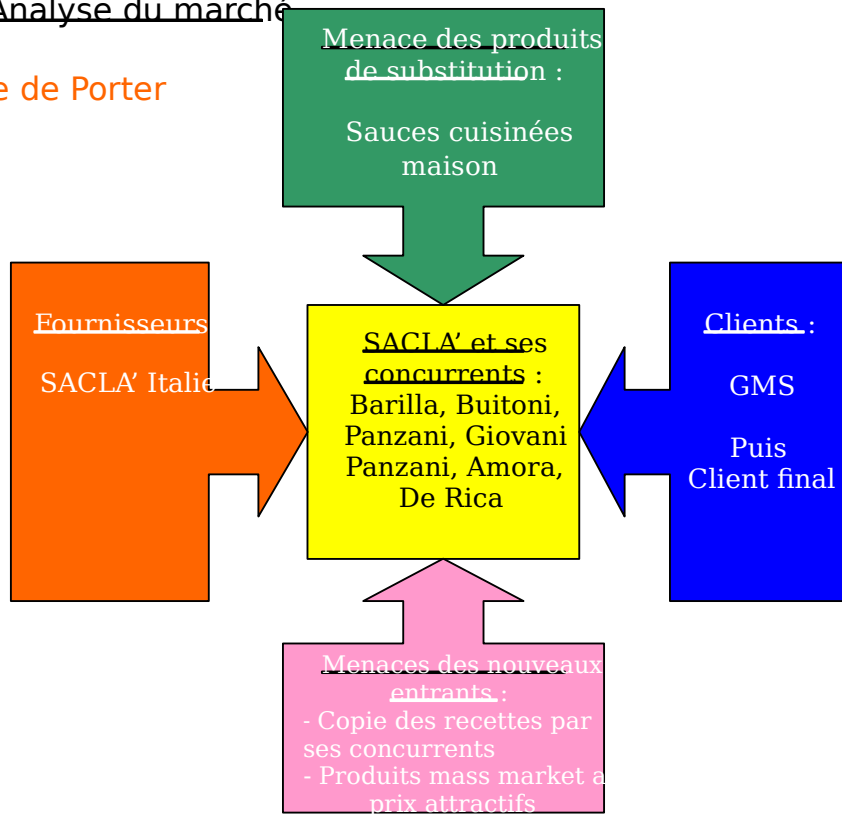 Analyse du marché
e de Porter
Menace des produits
de substitution :
Sauces cuisinées
maison
Fournisseurs
SACLA’ Italie
SACLA’ et ses
concurrents :
Barilla, Buitoni,
Panzani, Giovani
Panzani, Amora,
De Rica
Clients :
GMS
Puis
Client final
Menaces des nouveaux
entrants :
- Copie des recettes par
ses concurrents
- Produits mass market a
prix attractifs